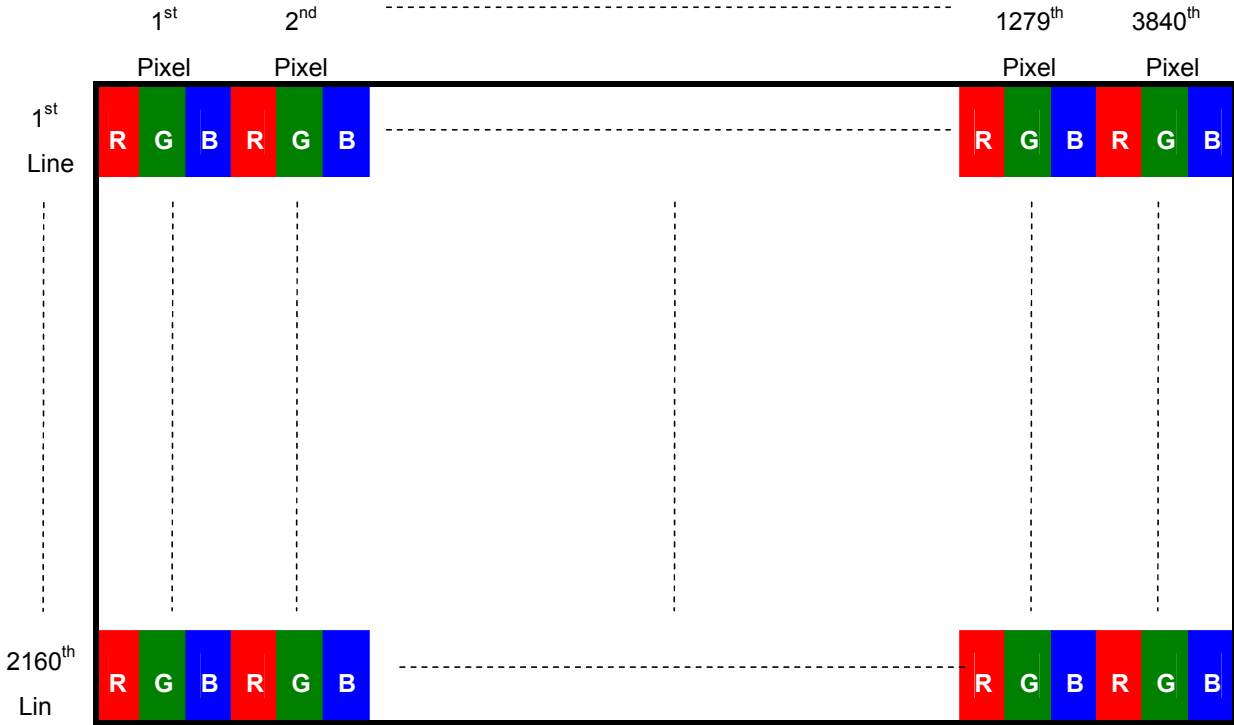 1st 2nd 1279th 3840th
Pixel Pixel Pixel Pixel
1st
Line
R G B R G B R G B R G B
2160th
Lin
R G B R G B R G B R G B